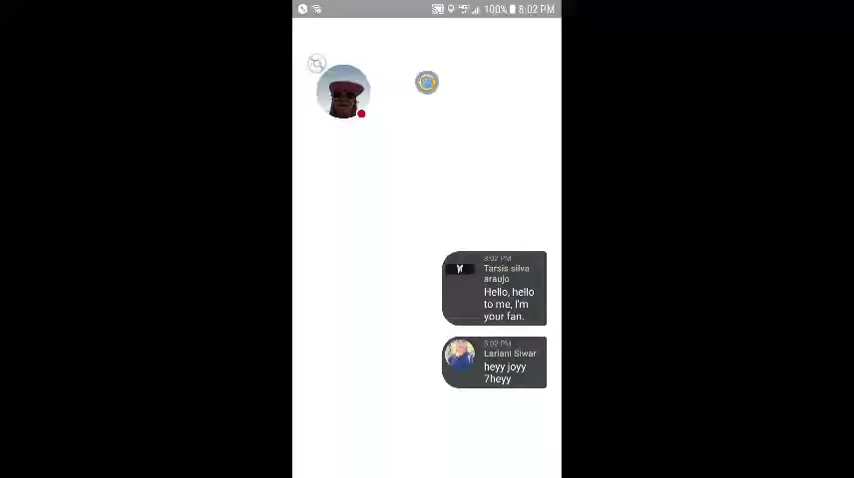 100% 8:02 PM
8:02 PM
Tarsis silva
araujo
Hello, hello
to me, I'm
your fan.
8:02 PM
Lariani Siwar
heyy joyy
7heyy